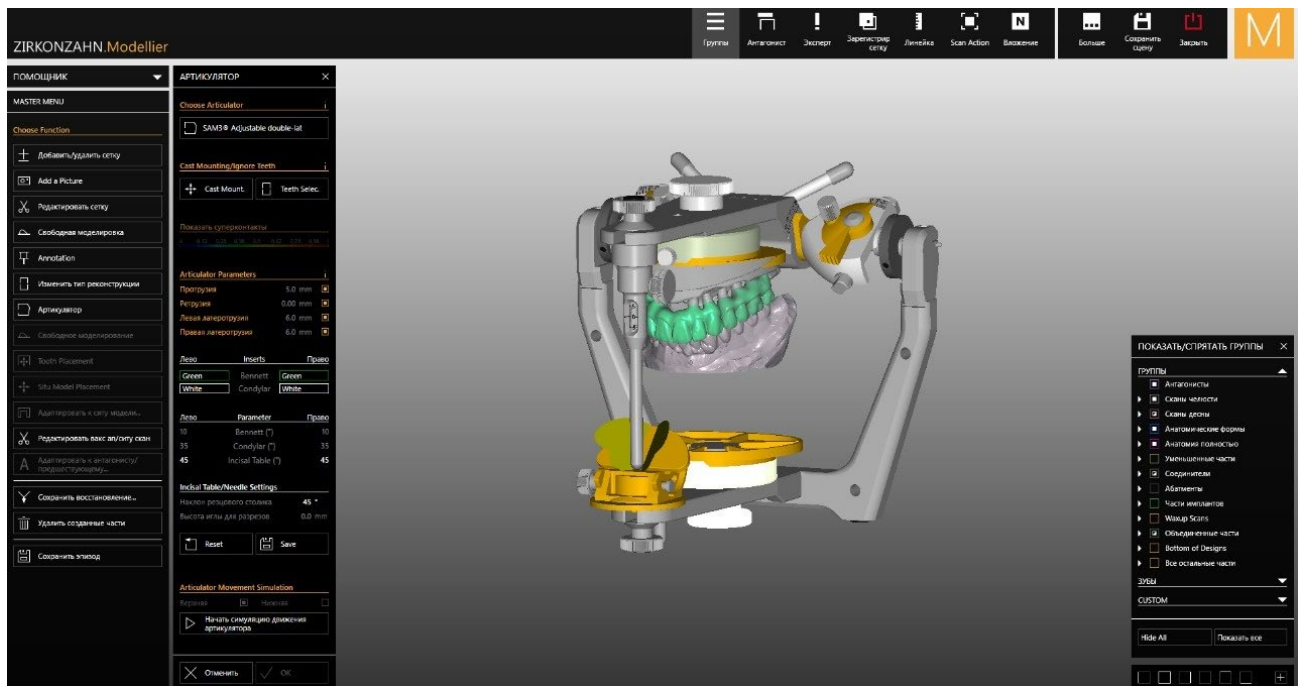 ZIRKONZAHN.Modellier
Группы
Антагонист
Эксперт
Зарегистрир
сетку
Линейка
Scan Action
N
Вложение
Больше
Сохранить
сцену
Закрыть
M
ПОМОЩНИК
MASTER MENU
Choose Function
Добавить/удалить сетку
Add a Picture
Редактировать сетку
Свободная моделировка
Annotation
Изменить тип реконструкции
Артикулятор
Свободное моделирование
Tooth Placement
Situ Model Placement
Адаптировать к ситу модели...
Редактировать вакс ап/ситу скан
Адаптировать к антагонисту/
предшествующему...
Сохранить восстановление...
Удалить созданные части
Сохранить эпизод
АРТИКУЛЯТОР
Choose Articulator i
SAM3® Adjustable double-lat
Cast Mounting/Ignore Teeth i
Cast Mount. Teeth Selec.
Показать суперконтакты
Articulator Parameters i
Протрузия 5.0 mm
Ретрузия 0.00 mm
Левая латеротрузия 6.0 mm
Правая латеротрузия 6.0 mm
Лево Inserts Право
Green Bennett Green
White Condylar White
Лево Parameter Право
10 Bennett (°) 10
35 Condylar (°) 35
45 Incisal Table (°) 45
Incisal Table/Needle Settings
Наклон резцового столика 45 °
Высота иглы для разрезов 0.0 mm
Reset Save
Articulator Movement Simulation
Верхняя Нижняя
Начать симуляцию движения
артикулятора
Отменить OK
ПОКАЗАТЬ/СПРЯТАТЬ ГРУППЫ
ГРУППЫ
Антагонисты
Сканы челюсти
Сканы десны
Анатомические формы
Анатомия полностью
Уменьшенные части
Соединители
Абатменты
Части имплантов
Waxup Scans
Объединенные части
Bottom of Designs
Все остальные части
ЗУБЫ
CUSTOM
Hide All Показать все